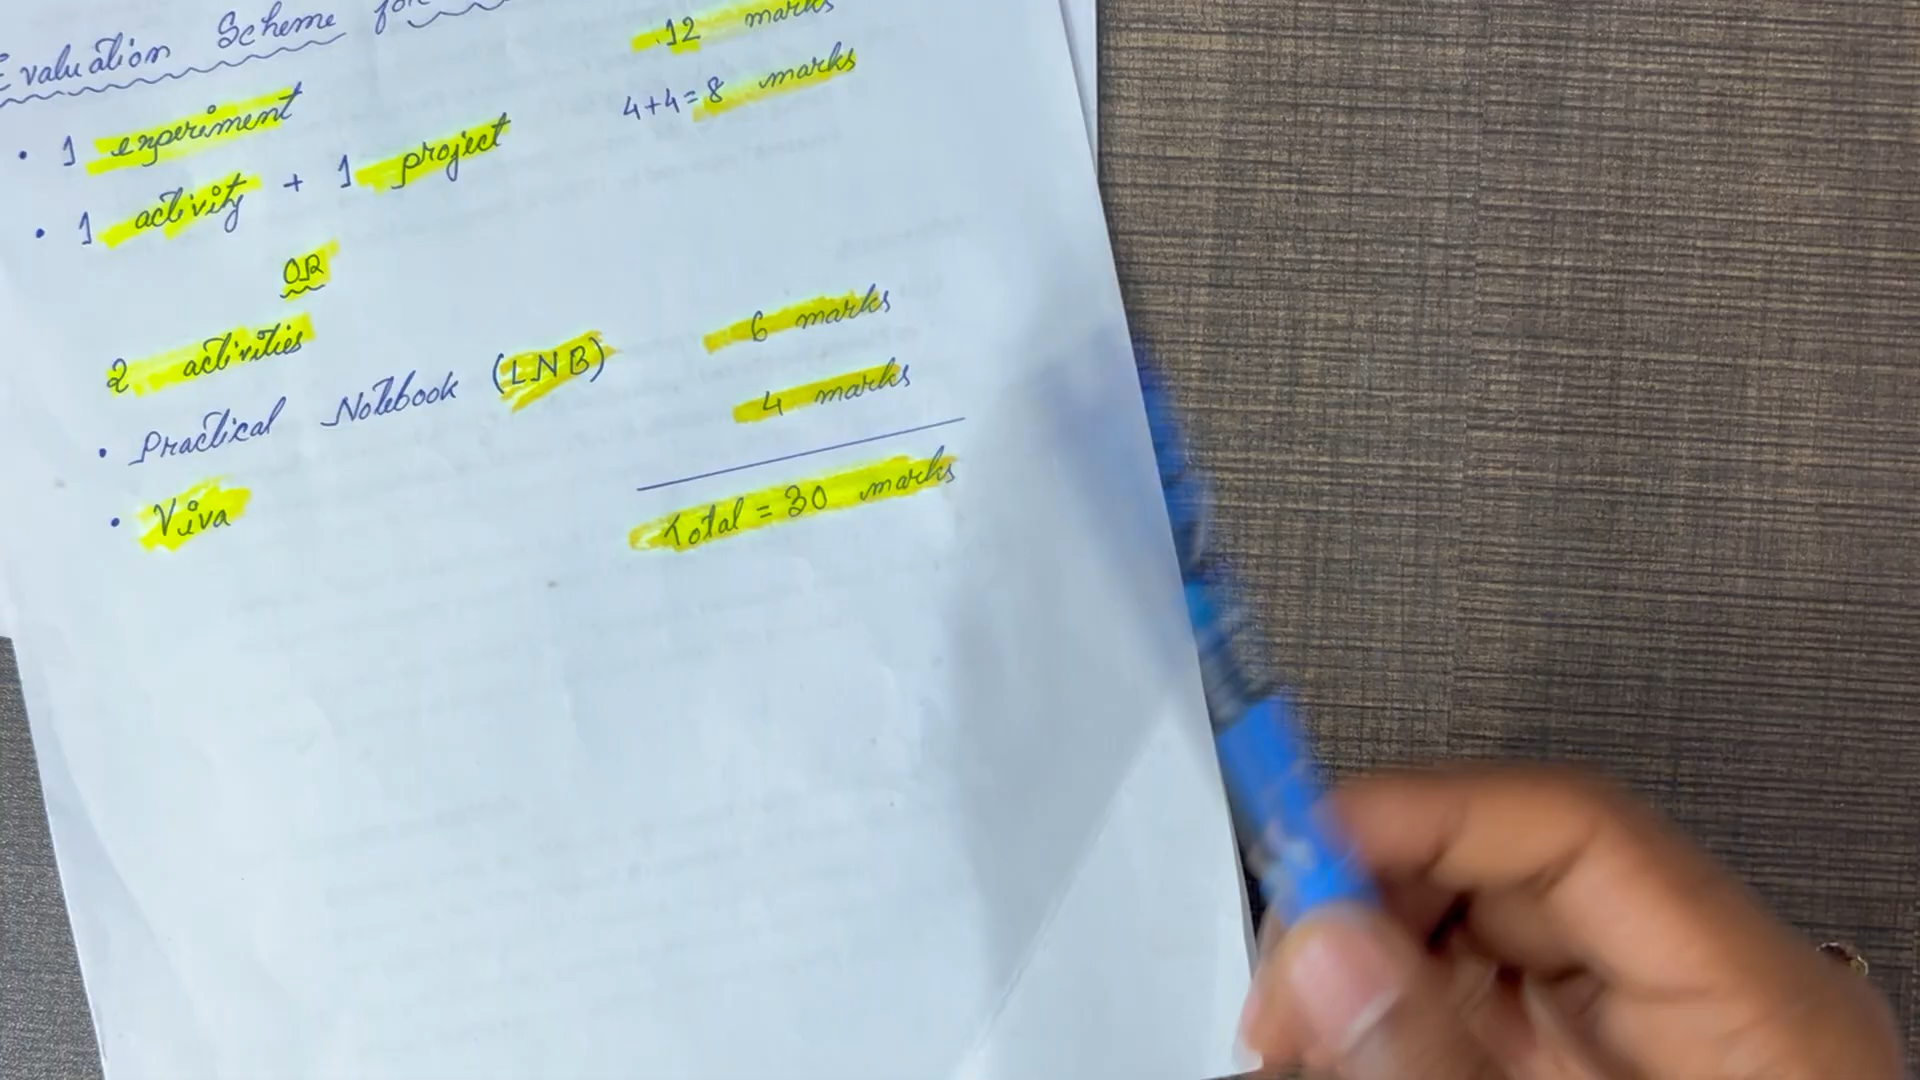 Evaluation Scheme for
• 1 experiment 12 marks
• 1 activity + 1 project 4+4=8 marks
OR
2 activities
• Practical Notebook (LNB) 6 marks
• Viva 4 marks
Total = 30 marks